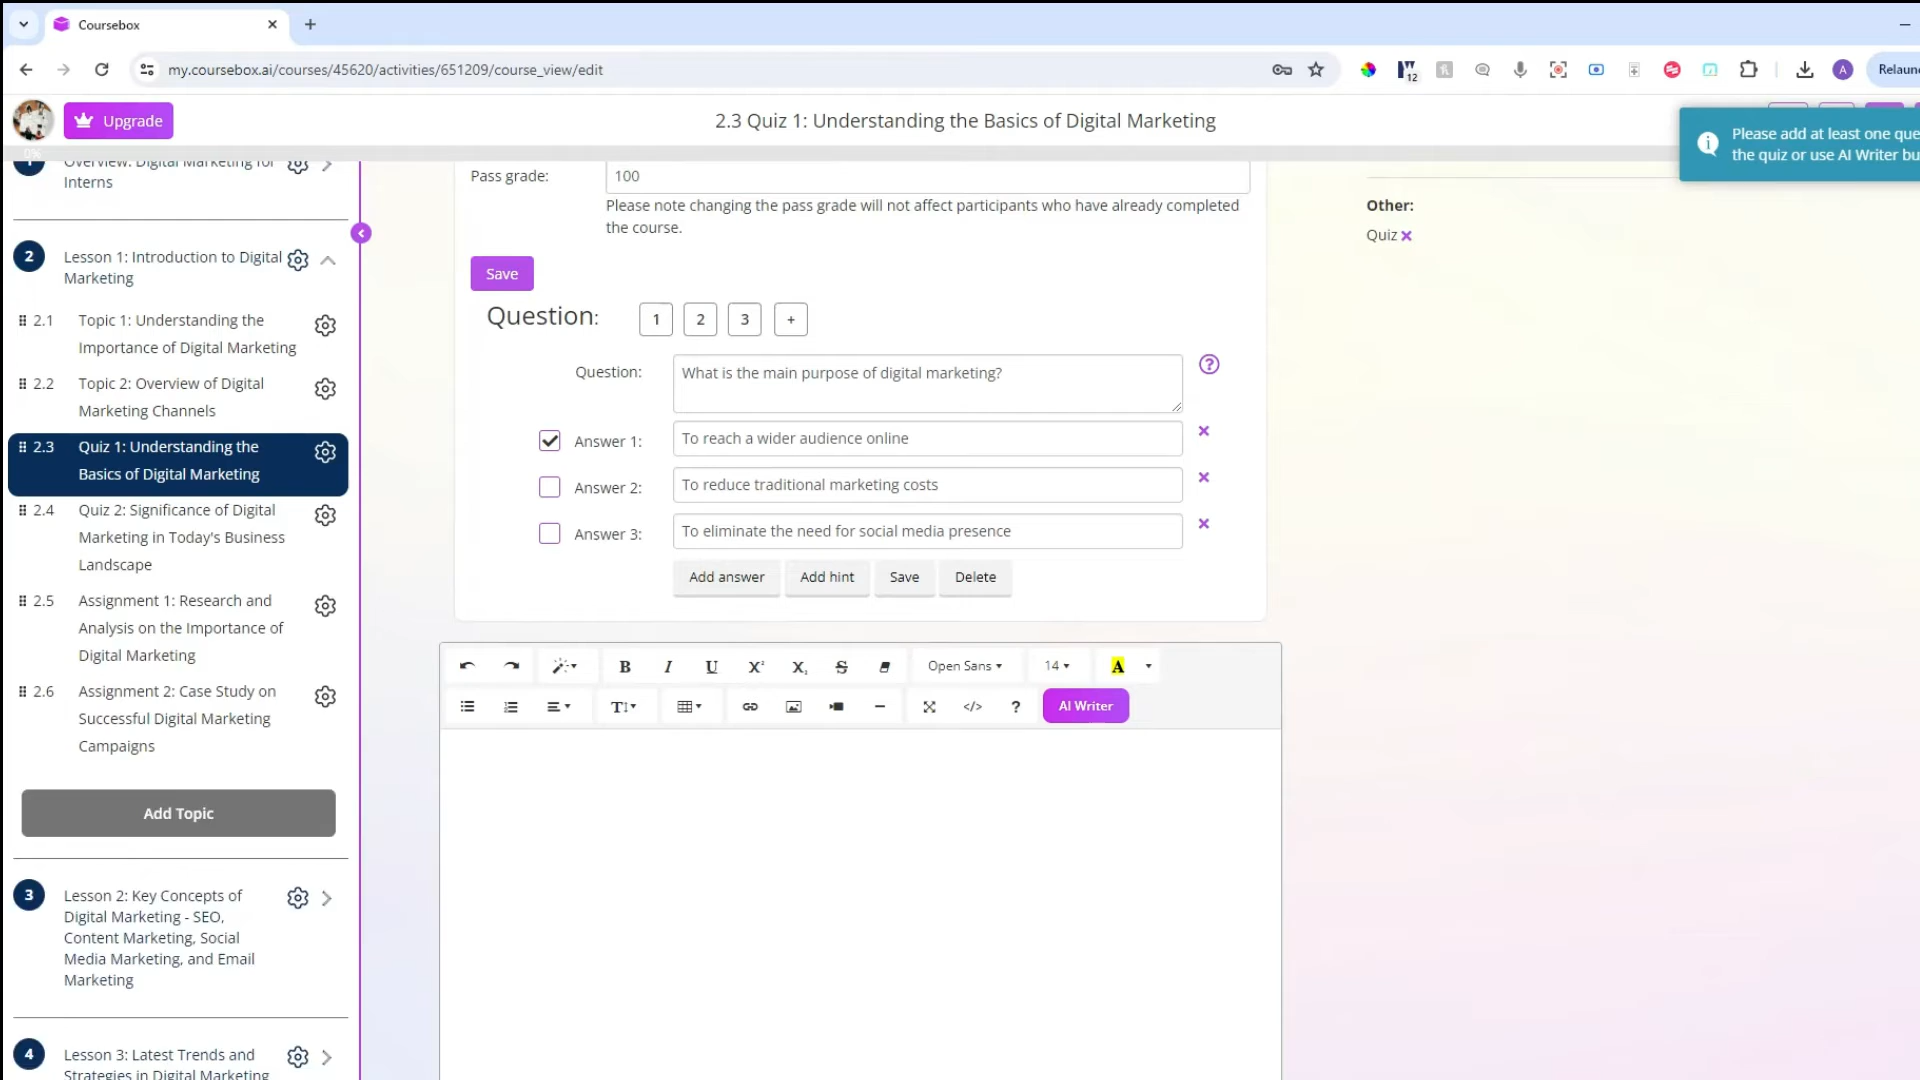 Coursebox
my.coursebox.ai/courses/45620/activities/651209/course_view/edit
12
A
Upgrade
2.3 Quiz 1: Understanding the Basics of Digital Marketing
Please add at least one
the quiz or use AI Writer
0%
Overview: Digital Marketing for
Interns
2
Lesson 1: Introduction to Digital
Marketing
2.1 Topic 1: Understanding the
Importance of Digital Marketing
2.2 Topic 2: Overview of Digital
Marketing Channels
2.3 Quiz 1: Understanding the
Basics of Digital Marketing
2.4 Quiz 2: Significance of Digital
Marketing in Today's Business
Landscape
2.5 Assignment 1: Research and
Analysis on the Importance of
Digital Marketing
2.6 Assignment 2: Case Study on
Successful Digital Marketing
Campaigns
Add Topic
3
Lesson 2: Key Concepts of
Digital Marketing - SEO,
Content Marketing, Social
Media Marketing, and Email
Marketing
4
Lesson 3: Latest Trends and
Strategies in Digital Marketing
Pass grade: 100
Please note changing the pass grade will not affect participants who have already completed
the course.
Save
Question: 1 2 3 +
Question: What is the main purpose of digital marketing?
Answer 1: To reach a wider audience online
Answer 2: To reduce traditional marketing costs
Answer 3: To eliminate the need for social media presence
Add answer Add hint Save Delete
B I U X² X₁ S Open Sans 14 A
T </> ? AI Writer
Other:
Quiz